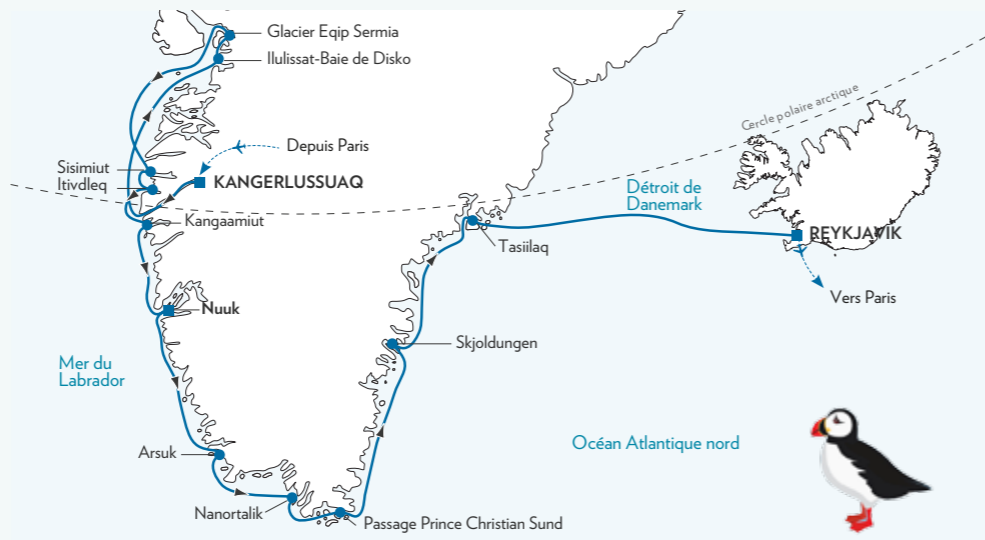 Glacier Eqip Sermia
Ilulissat-Baie de Disko
Cercle polaire arctique
Depuis Paris
Sisimiut
Itivdleq
KANGERLUSSUAQ
Détroit de
Danemark
Kangaamiut
REYKJAVIK
Tasiilaq
Vers Paris
Nuuk
Skjoldungen
Mer du
Labrador
Océan Atlantique nord
Arsuk
Nanortalik
Passage Prince Christian Sund